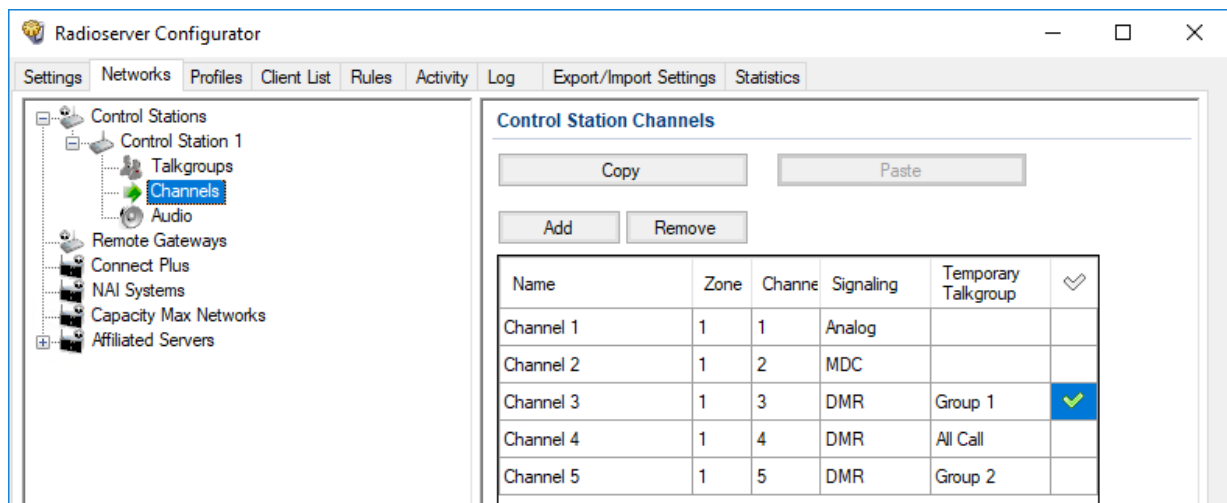 Radioserver Configurator
Settings Networks Profiles Client List Rules Activity Log Export/Import Settings Statistics
Control Stations
Control Station 1
Talkgroups
Channels
Audio
Remote Gateways
Connect Plus
NAI Systems
Capacity Max Networks
Affiliated Servers
Control Station Channels
Copy Paste
Add Remove
Name Zone Channe Signaling Temporary Talkgroup
Channel 1 1 1 Analog
Channel 2 1 2 MDC
Channel 3 1 3 DMR Group 1
Channel 4 1 4 DMR All Call
Channel 5 1 5 DMR Group 2